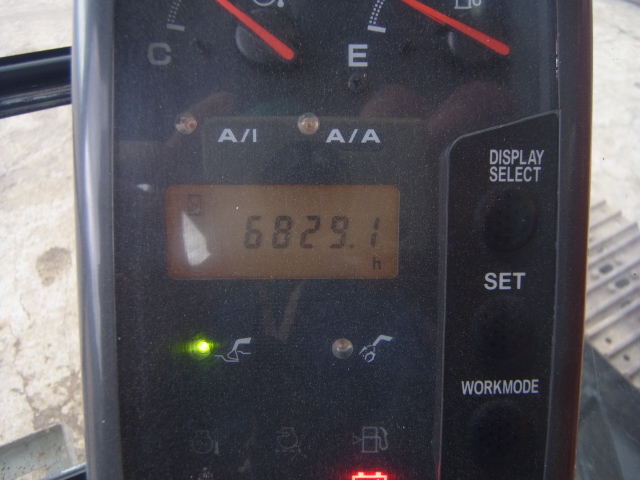 C E
A/I A/A
DISPLAY
SELECT
6829.1
h
SET
WORKMODE